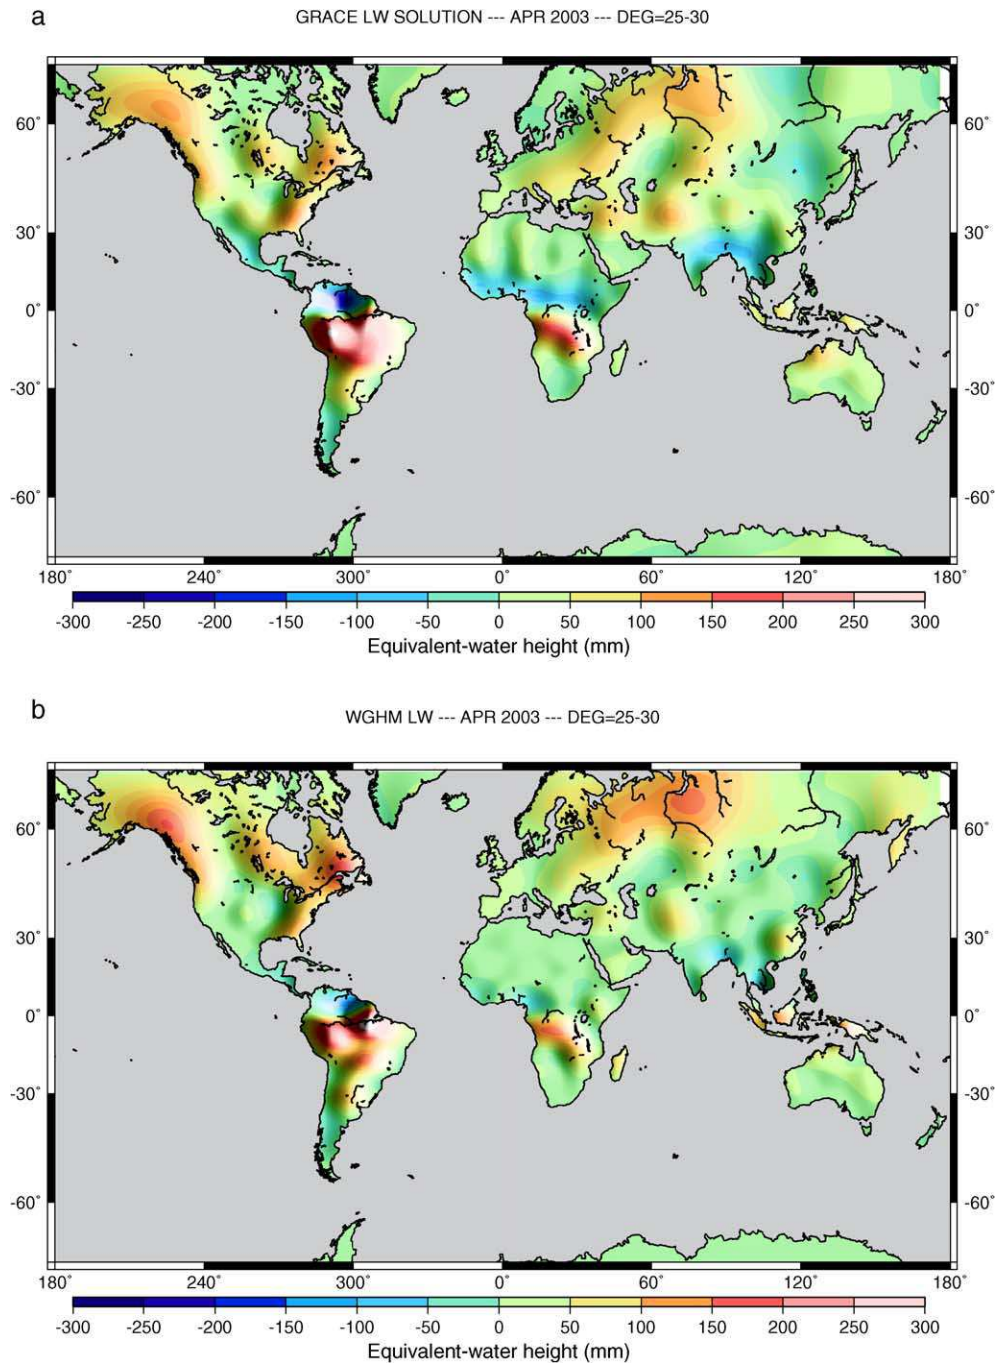 a
GRACE LW SOLUTION --- APR 2003 --- DEG=25-30
60˚ 60˚
30˚ 30˚
0˚ 0˚
-30˚ -30˚
-60˚ -60˚
180˚ 240˚ 300˚ 0˚ 60˚ 120˚ 180˚
-300 -250 -200 -150 -100 -50 0 50 100 150 200 250 300
Equivalent-water height (mm)
b
WGHM LW --- APR 2003 --- DEG=25-30
60˚ 60˚
30˚ 30˚
0˚ 0˚
-30˚ -30˚
-60˚ -60˚
180˚ 240˚ 300˚ 0˚ 60˚ 120˚ 180˚
-300 -250 -200 -150 -100 -50 0 50 100 150 200 250 300
Equivalent-water height (mm)